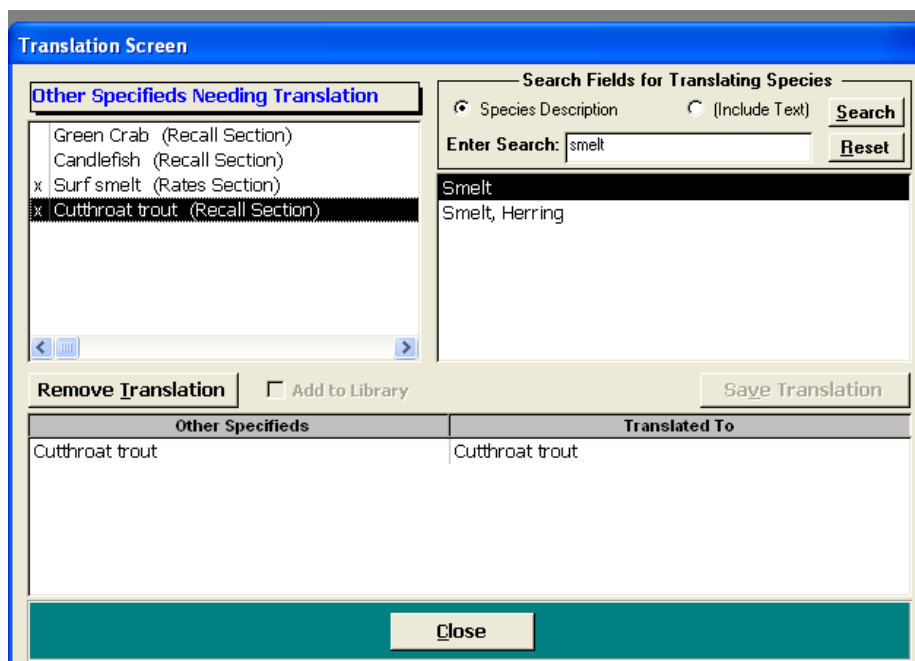 Translation Screen
Other Specifieds Needing Translation
Green Crab (Recall Section)
Candlefish (Recall Section)
x Surf smelt (Rates Section)
x Cutthroat trout (Recall Section)
Search Fields for Translating Species
Species Description (Include Text) Search
Enter Search: smelt Reset
Smelt
Smelt, Herring
Remove Translation Add to Library Save Translation
Other Specifieds Translated To
Cutthroat trout Cutthroat trout
Close